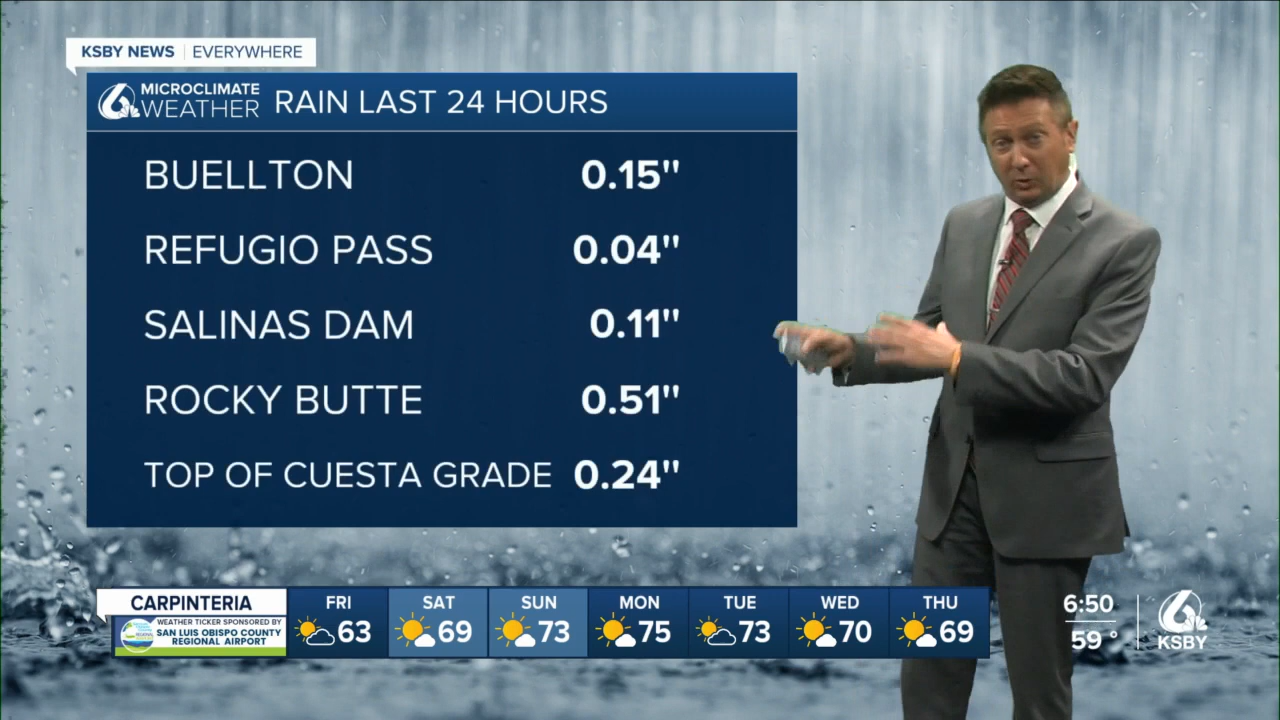 KSBY NEWS | EVERYWHERE
6 MICROCLIMATE WEATHER RAIN LAST 24 HOURS
BUELLTON 0.15"
REFUGIO PASS 0.04"
SALINAS DAM 0.11"
ROCKY BUTTE 0.51"
TOP OF CUESTA GRADE 0.24"
CARPINTERIA
WEATHER TICKER SPONSORED BY
SAN LUIS OBISPO COUNTY
REGIONAL AIRPORT
FRI SAT SUN MON TUE WED THU
63 69 73 75 73 70 69
6:50
59°
6
KSBY